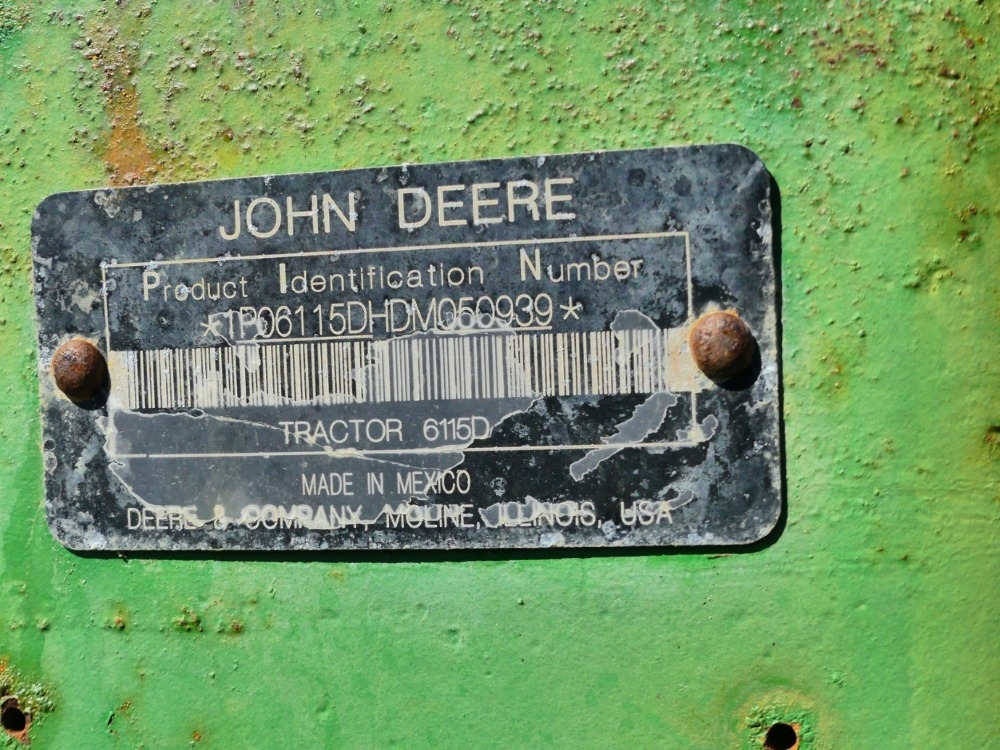 JOHN DEERE
Product Identification Number
*1P06115DHDM050939*
TRACTOR 6115D
MADE IN MEXICO
DEERE & COMPANY, MOLINE, ILLINOIS, USA